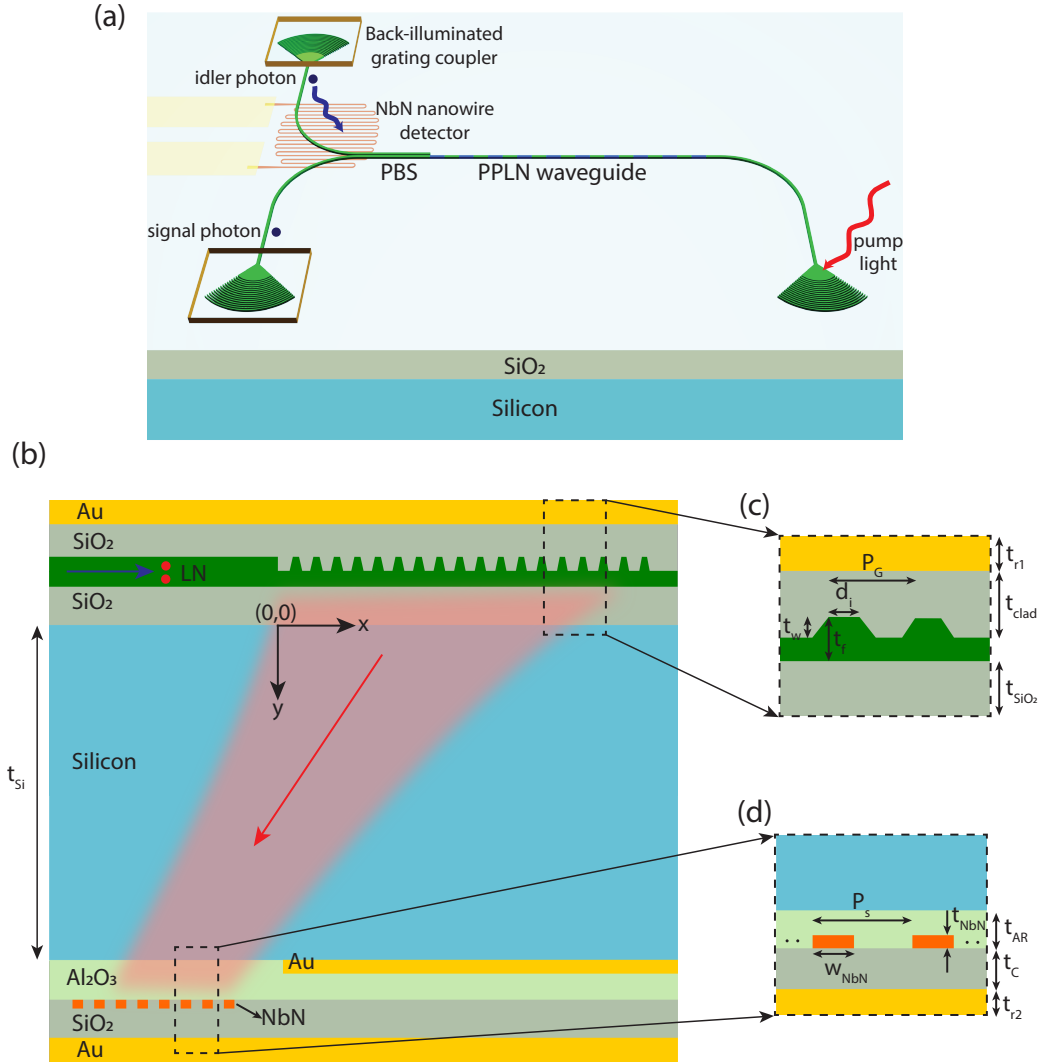 (a)
Back-illuminated
grating coupler
idler photon
NbN nanowire
detector
PBS
PPLN waveguide
signal photon
pump
light
SiO₂
Silicon
(b)
Au
SiO₂
LN
SiO₂
(0,0)
x
y
Silicon
t_Si
Au
Al₂O₃
NbN
SiO₂
Au
(c)
t_r1
P_G
d_i
t_clad
t_w
t_f
t_SiO₂
(d)
P_s
t_NbN
t_AR
w_NbN
t_C
t_r2